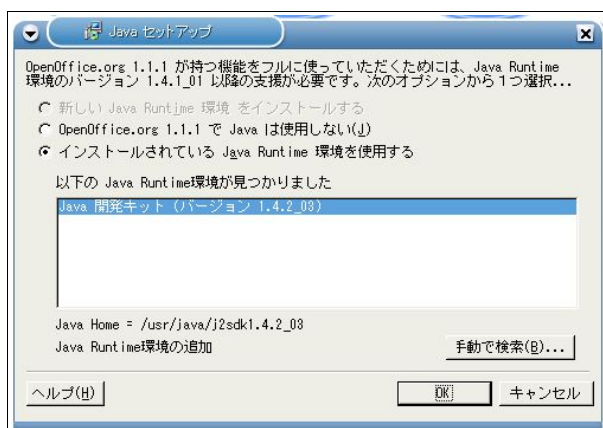 Java セットアップ
OpenOffice.org 1.1.1 が持つ機能をフルに使っていただくためには、Java Runtime
環境のバージョン 1.4.1_01 以降の支援が必要です。次のオプションから１つ選択...
新しい Java Runtime 環境 をインストールする
OpenOffice.org 1.1.1 で Java は使用しない(J)
インストールされている Java Runtime 環境を使用する
以下の Java Runtime環境が見つかりました
Java 開発キット (バージョン 1.4.2_03)
Java Home = /usr/java/j2sdk1.4.2_03
Java Runtime環境の追加
手動で検索(B)...
ヘルプ(H)
OK
キャンセル